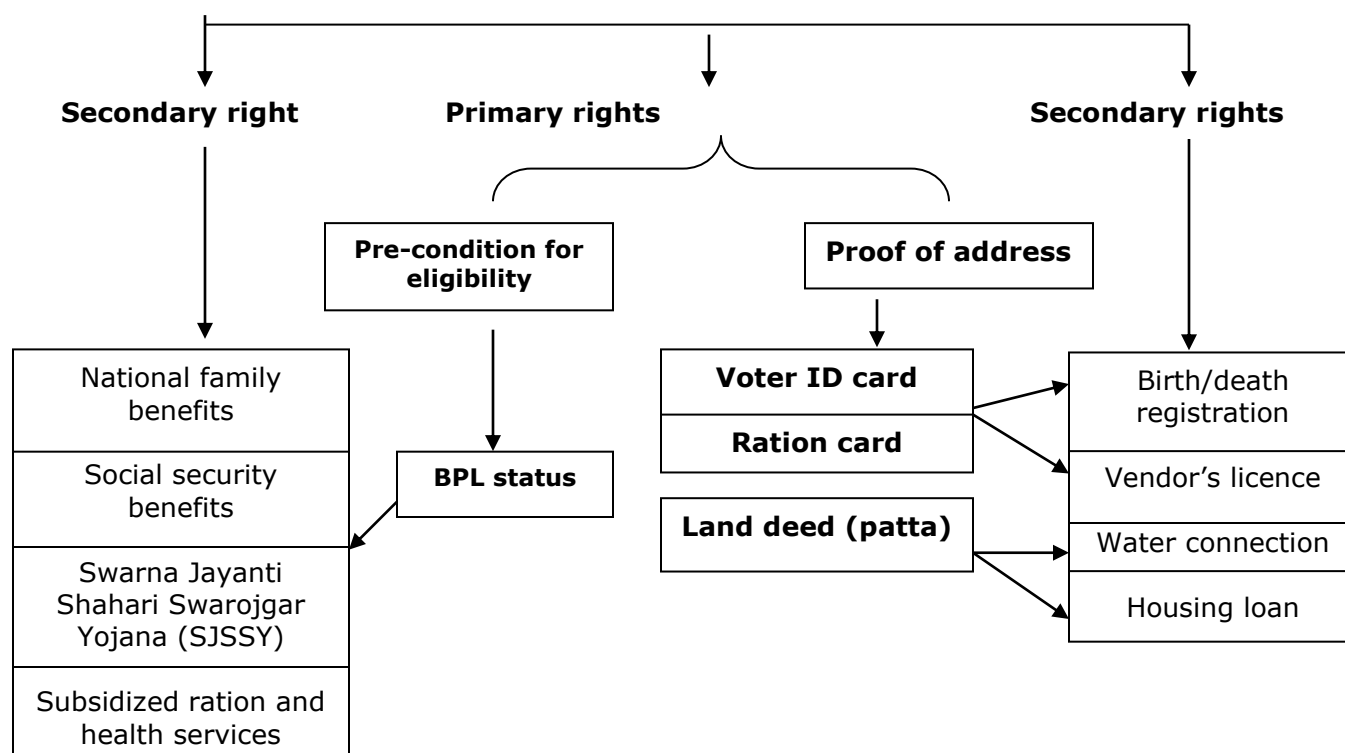 Secondary right
Primary rights
Secondary rights
Pre-condition for
eligibility
Proof of address
National family
benefits
Social security
benefits
Swarna Jayanti
Shahari Swarojgar
Yojana (SJSSY)
Subsidized ration and
health services
BPL status
Voter ID card
Ration card
Land deed (patta)
Birth/death
registration
Vendor’s licence
Water connection
Housing loan